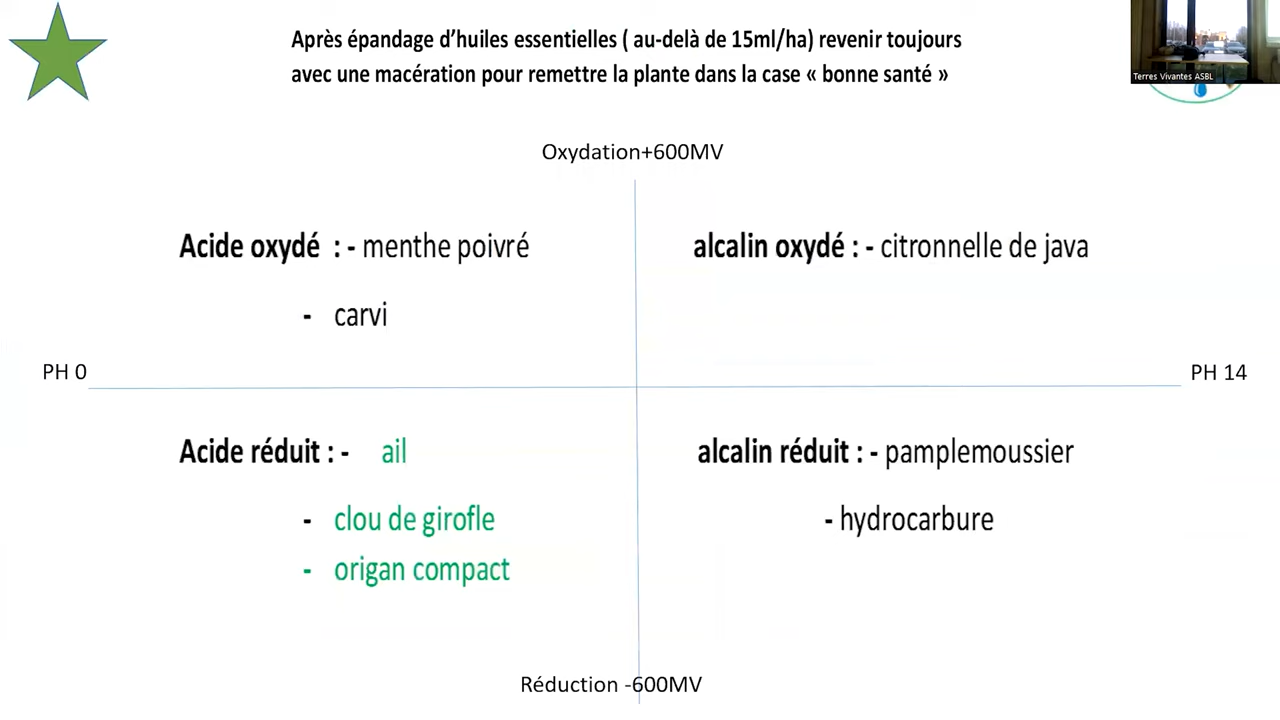 Après épandage d’huiles essentielles ( au-delà de 15ml/ha) revenir toujours
avec une macération pour remettre la plante dans la case « bonne santé »
Terres Vivantes ASBL
Oxydation+600MV
Acide oxydé : - menthe poivré
- carvi
alcalin oxydé : - citronnelle de java
PH 0
PH 14
Acide réduit : - ail
- clou de girofle
- origan compact
alcalin réduit : - pamplemoussier
- hydrocarbure
Réduction -600MV